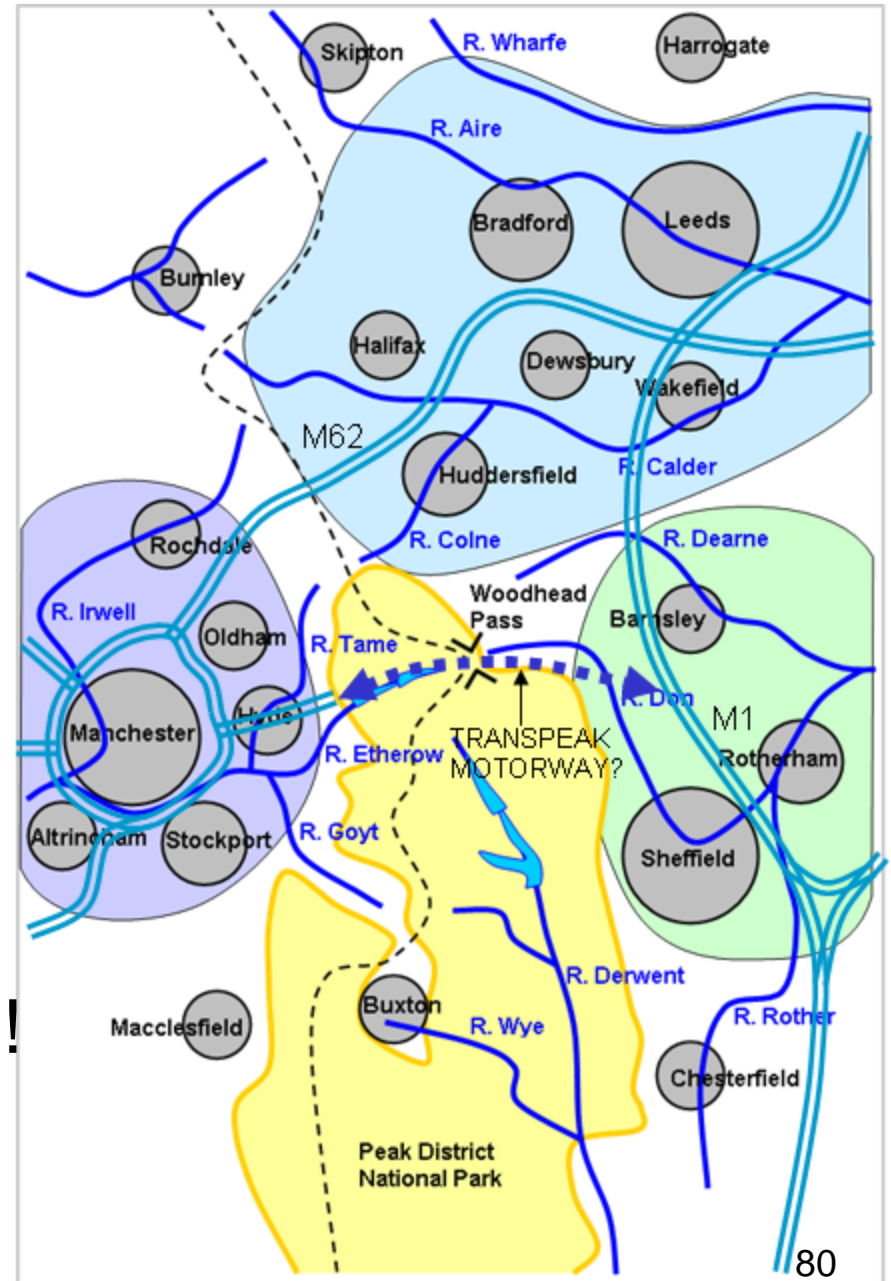 Skipton
R. Wharfe
Harrogate
R. Aire
Bradford
Leeds
Burnley
Halifax
Dewsbury
Wakefield
M62
Huddersfield
R. Calder
Rochdale
R. Colne
R. Dearne
Woodhead
Pass
R. Irwell
Oldham
R. Tame
Barnsley
Hyde
R. Don
M1
Manchester
TRANSPEAK
MOTORWAY?
R. Etherow
Rotherham
Altrincham
Stockport
R. Goyt
Sheffield
R. Derwent
Buxton
!
Macclesfield
R. Wye
R. Rother
Chesterfield
Peak District
National Park
80